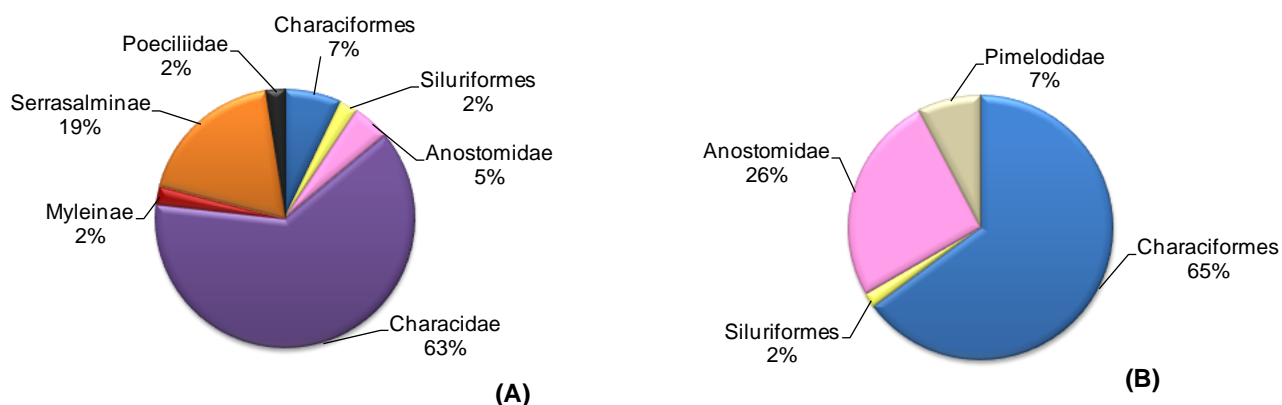 Characiformes
7%
Poeciliidae
2%
Siluriformes
2%
Serrasalminae
19%
Anostomidae
5%
Myleinae
2%
Characidae
63%
(A)
Pimelodidae
7%
Anostomidae
26%
Characiformes
65%
Siluriformes
2%
(B)